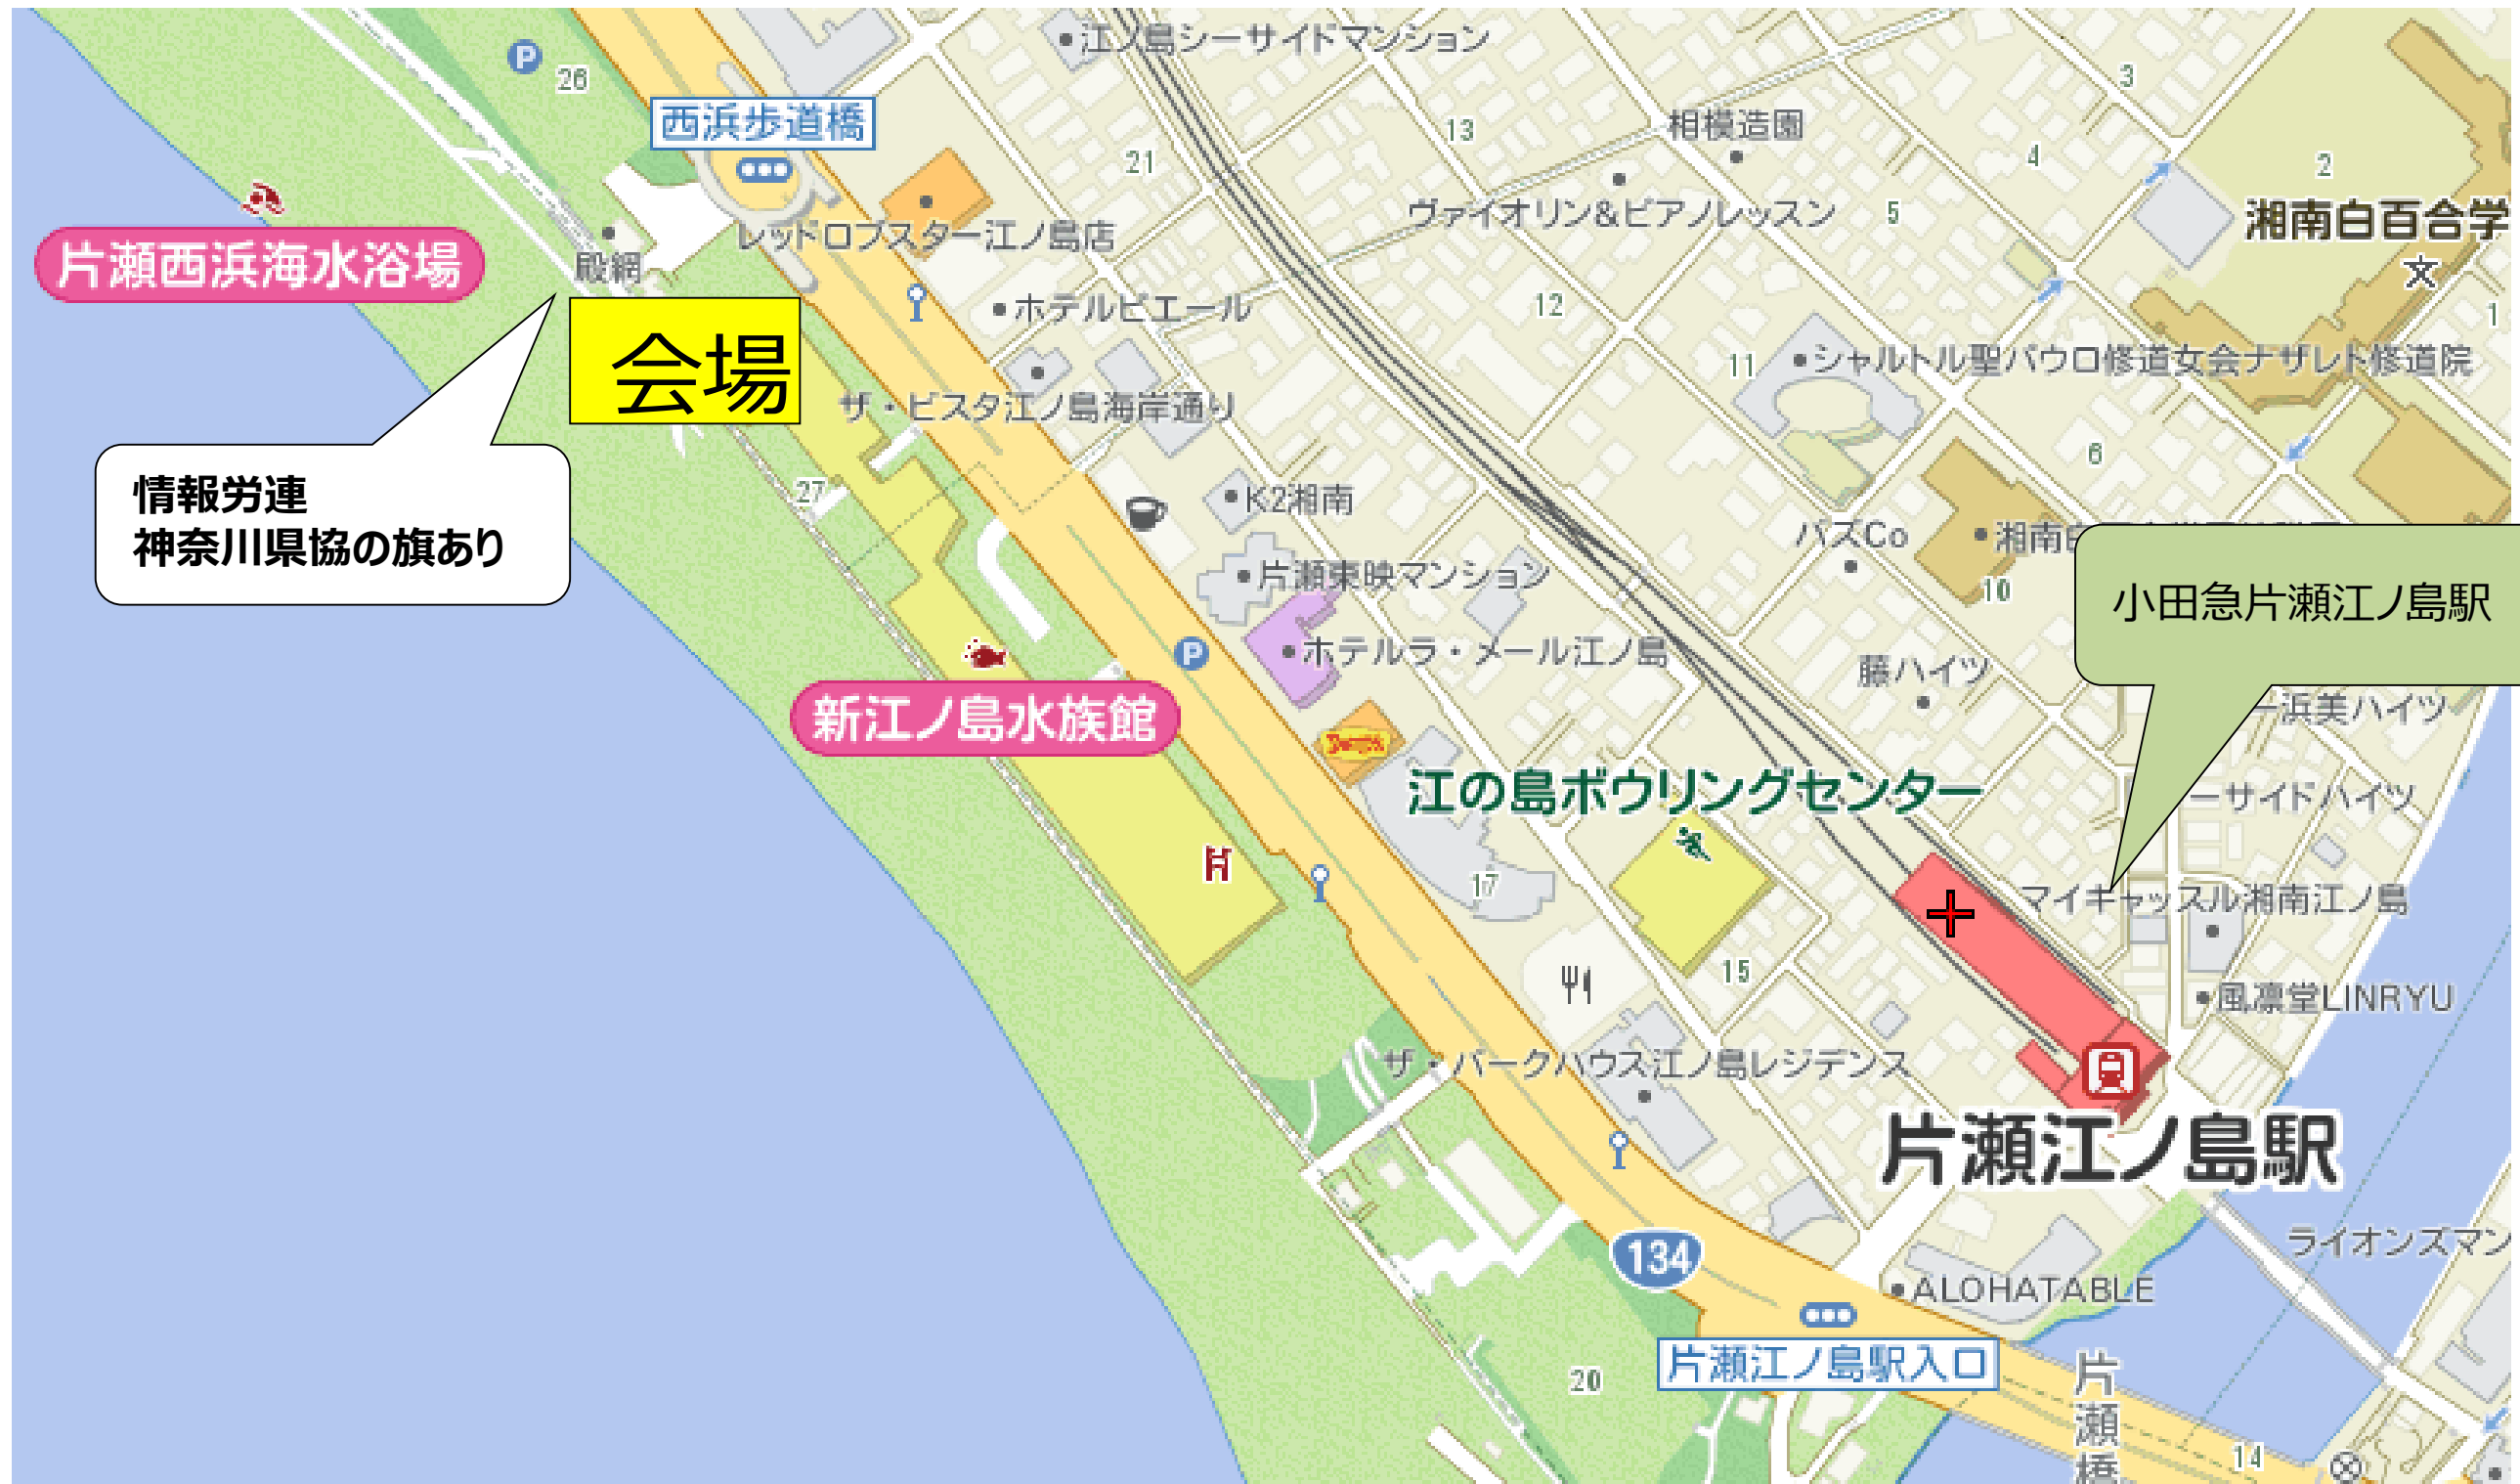 江ノ島シーサイドマンション
26
西浜歩道橋
13
相模造園
3
4
2
21
レッドロブスター江ノ島店
ヴァイオリン&ピアノレッスン
5
湘南白百合学
片瀬西浜海水浴場
殿網
ホテルピエール
12
1
会場
11
シャルトル聖パウロ修道女会ナザレト修道院
ザ・ビスタ江ノ島海岸通り
6
情報労連
神奈川県協の旗あり
27
K2湘南
パズCo
湘南白
片瀬東映マンション
10
小田急片瀬江ノ島駅
ホテルラ・メール江ノ島
藤ハイツ
浜美ハイツ
新江ノ島水族館
Denny's
江の島ボウリングセンター
ーサイドハイツ
17
マイキャッスル湘南江ノ島
15
風凛堂LINRYU
ザ・パークハウス江ノ島レジデンス
片瀬江ノ島駅
134
ライオンズマン
ALOHATABLE
片瀬江ノ島駅入口
20
片瀬橋
14